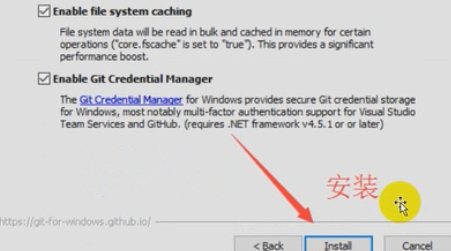 Enable file system caching
File system data will be read in bulk and cached in memory for certain
operations ("core.fscache" is set to "true"). This provides a significant
performance boost.
Enable Git Credential Manager
The Git Credential Manager for Windows provides secure Git credential storage
for Windows, most notably multi-factor authentication support for Visual Studio
Team Services and GitHub. (requires .NET framework v4.5.1 or or later)
安装
https://git-for-windows.github.io/
< Back
Install
Cancel